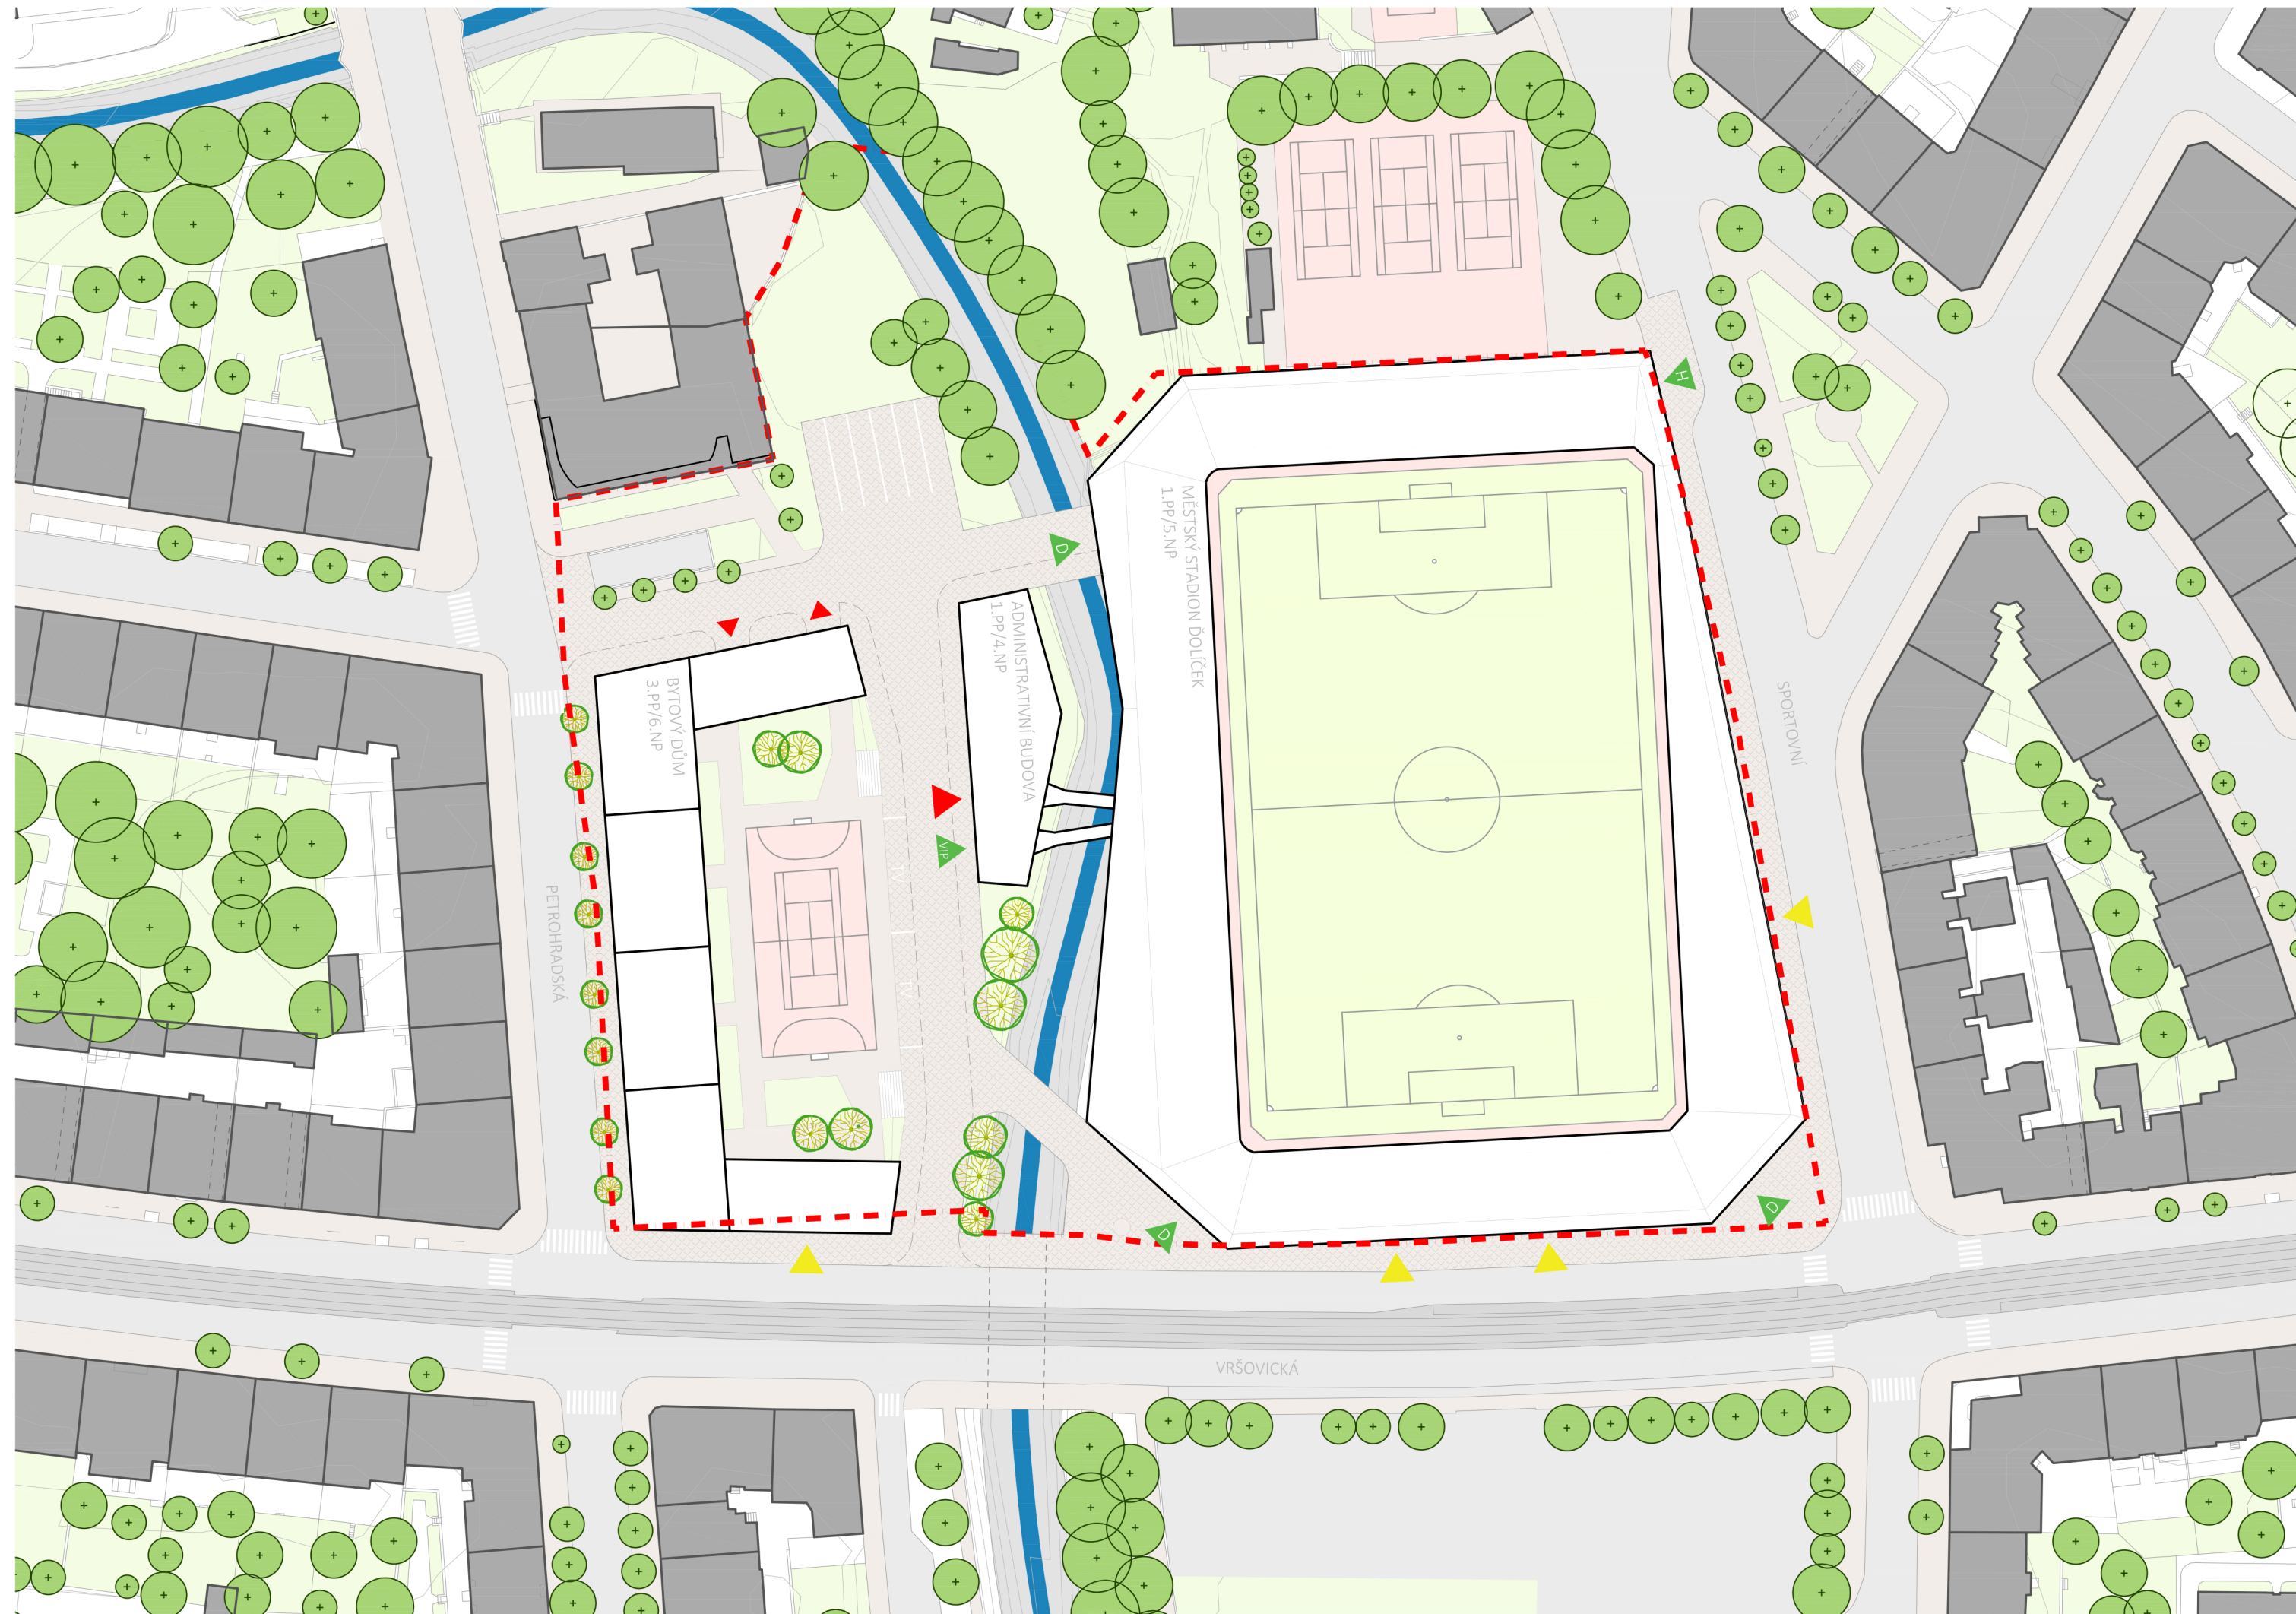 H
MĚSTSKÝ STADION ĎOLÍČEK
1.PP/5.NP
D
ADMINISTRATIVNÍ BUDOVA
1.PP/4.NP
BYTOVÝ DŮM
3.PP/6.NP
SPORTOVNÍ
VIP
PETROHRADSKÁ
TV
D
D
VRŠOVICKÁ